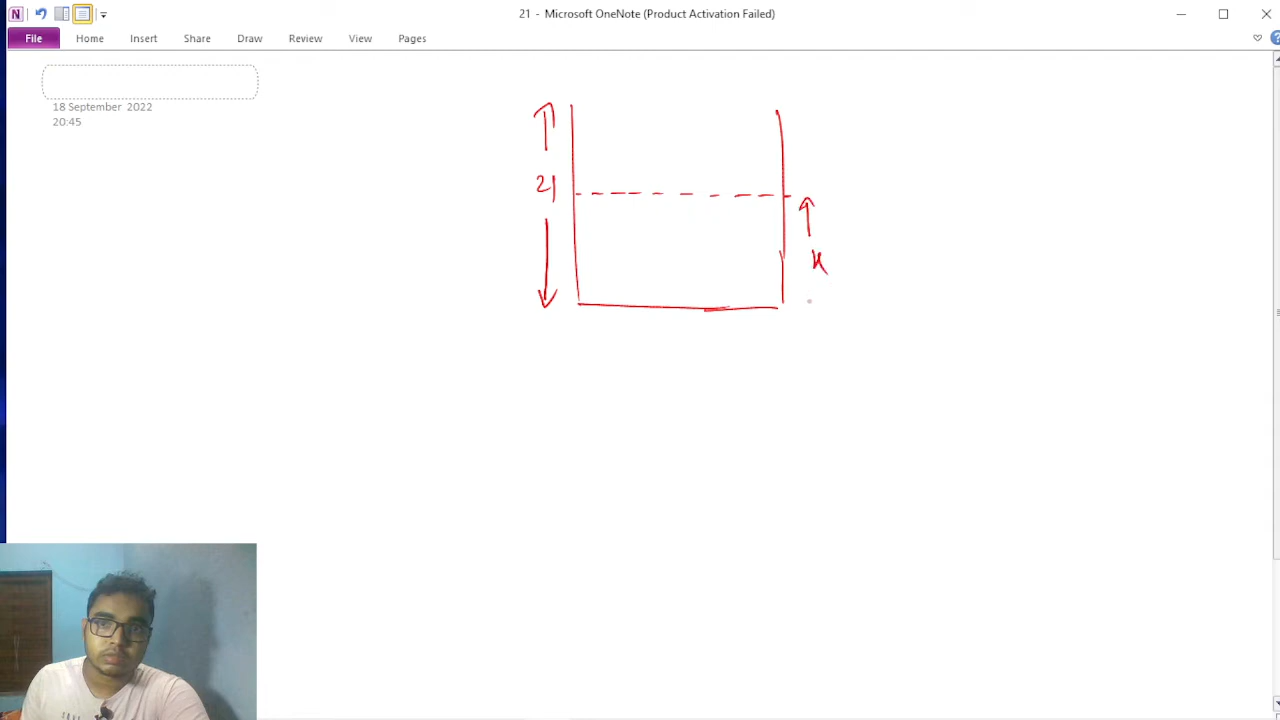 21 - Microsoft OneNote (Product Activation Failed)
File Home Insert Share Draw Review View Pages
18 September 2022
20:45
21
x